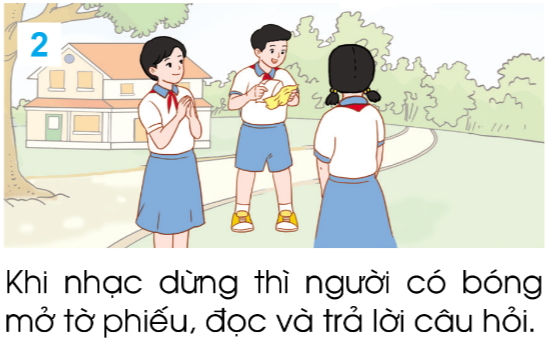 2
Khi nhạc dừng thì người có bóng
mở tờ phiếu, đọc và trả lời câu hỏi.